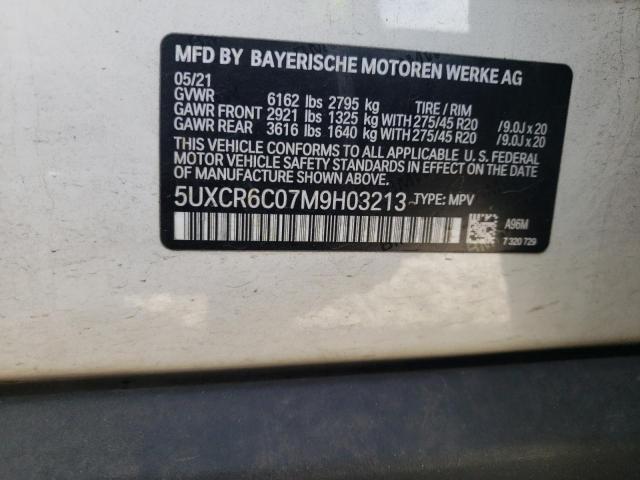 MFD BY BAYERISCHE MOTOREN WERKE AG
05/21
GVWR 6162 lbs 2795 kg TIRE / RIM
GAWR FRONT 2921 lbs 1325 kg WITH 275/45 R20 /9.0J x 20
GAWR REAR 3616 lbs 1640 kg WITH 275/45 R20 /9.0J x 20
THIS VEHICLE CONFORMS TO ALL APPLICABLE U. S. FEDERAL
MOTOR VEHICLE SAFETY STANDARDS IN EFFECT ON THE DATE
OF MANUFACTURE SHOWN ABOVE.
5UXCR6C07M9H03213 TYPE: MPV
A96M
7 320 729